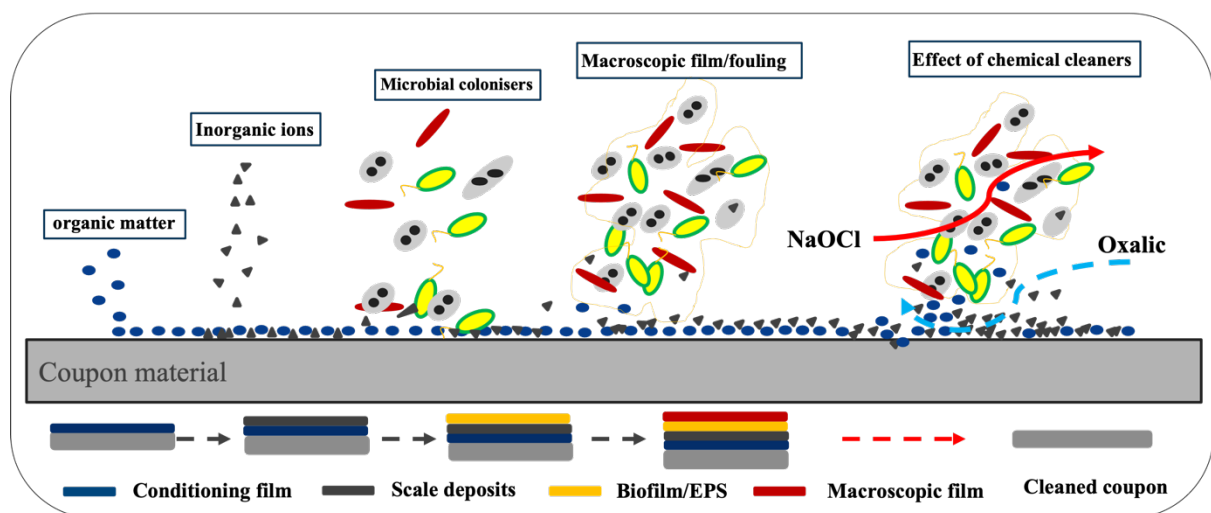 organic matter
Inorganic ions
Microbial colonisers
Macroscopic film/fouling
Effect of chemical cleaners
NaOCl
Oxalic
Coupon material
Conditioning film
Scale deposits
Biofilm/EPS
Macroscopic film
Cleaned coupon